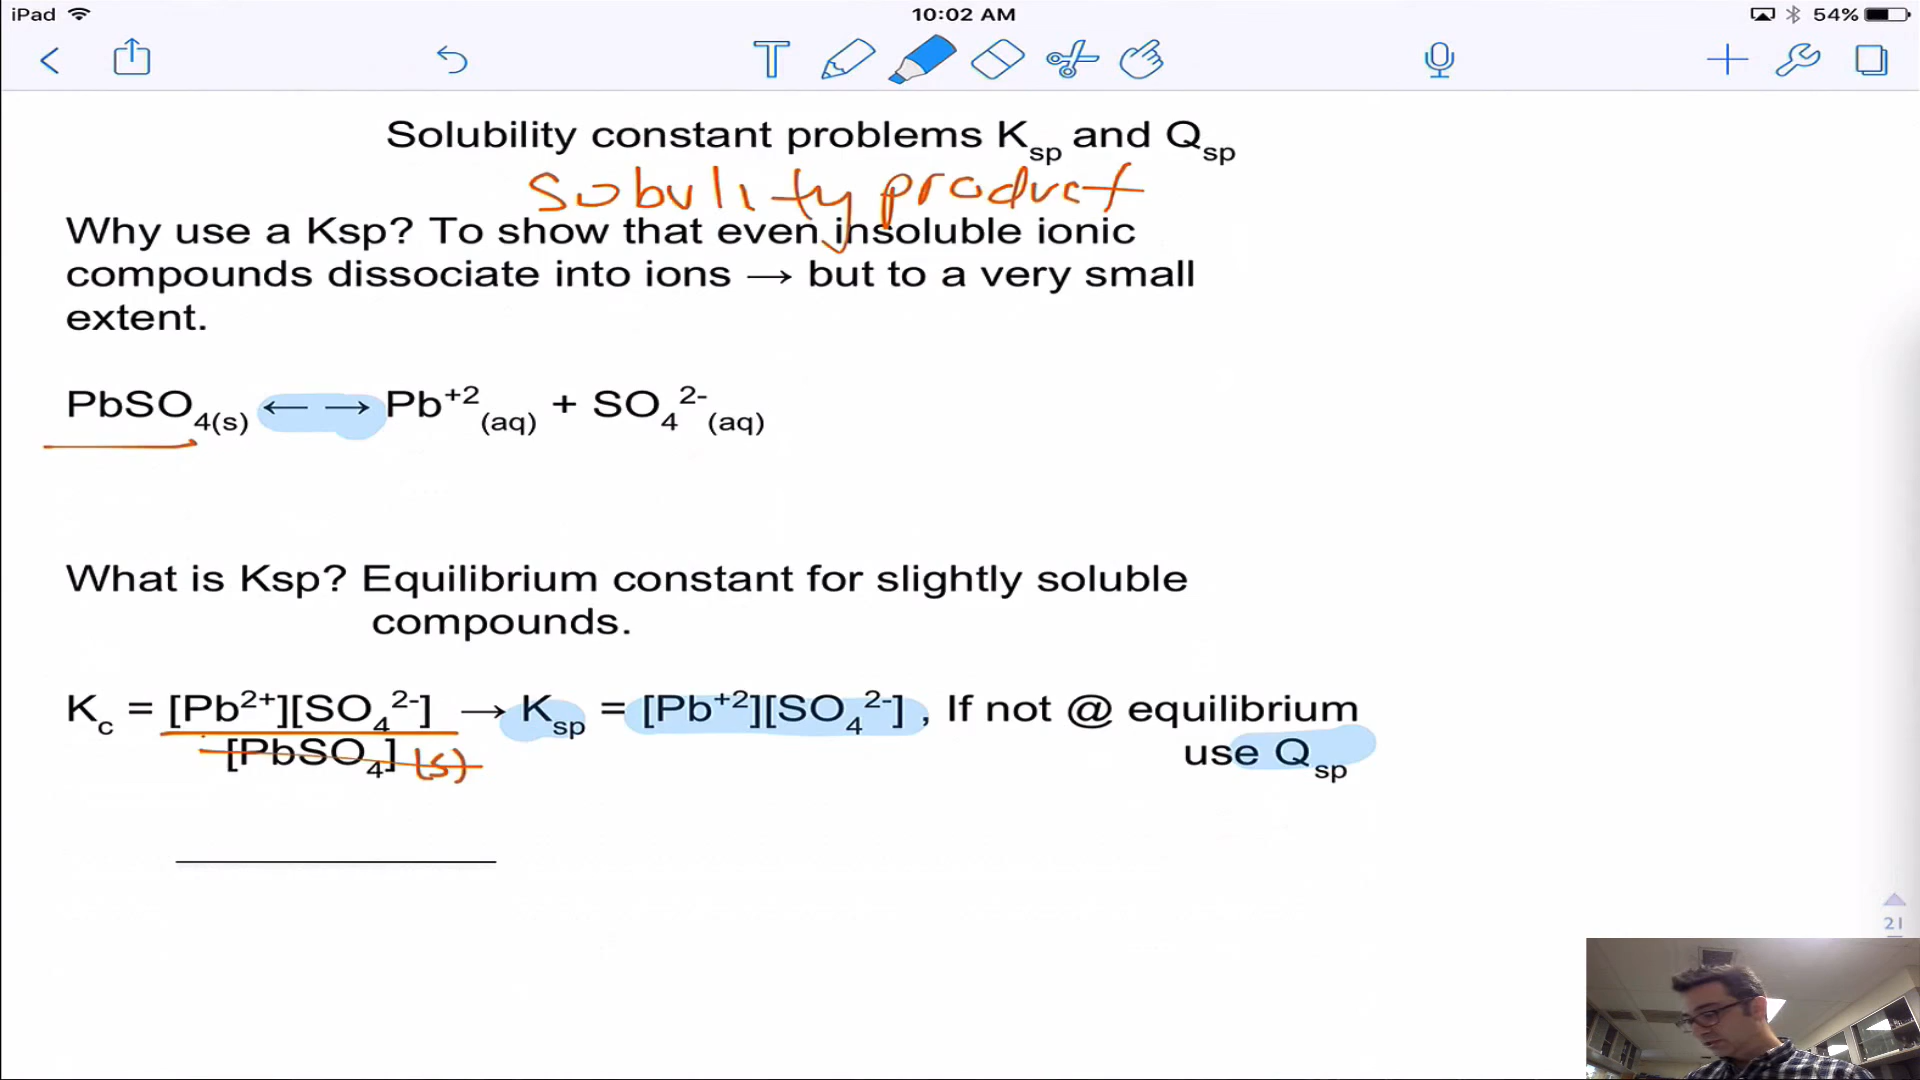 iPad 10:02 AM 54%
T
Solubility constant problems Ksp and Qsp
Sobulity product
Why use a Ksp? To show that even insoluble ionic
compounds dissociate into ions → but to a very small
extent.
PbSO4(s) ← → Pb+2(aq) + SO42-(aq)
What is Ksp? Equilibrium constant for slightly soluble
compounds.
Kc = [Pb2+][SO42-] → Ksp = [Pb+2][SO42-] , If not @ equilibrium
[PbSO4] (s) use Qsp
21